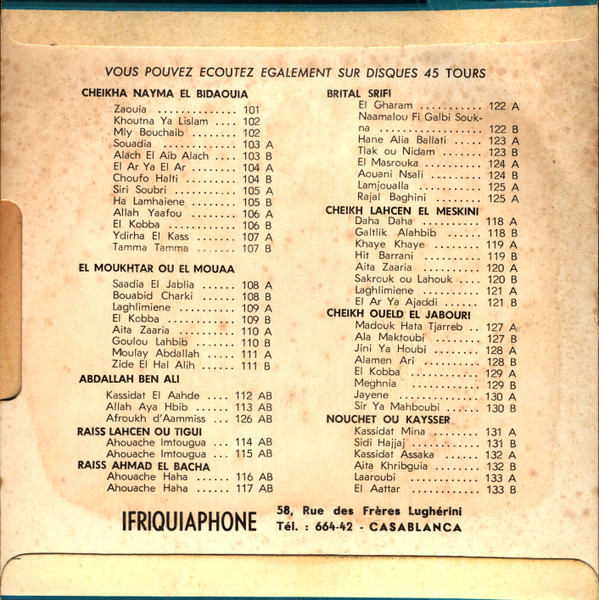 VOUS POUVEZ ECOUTEZ EGALEMENT SUR DISQUES 45 TOURS
CHEIKHA NAYMA EL BIDAOUIA
Zaouia .............. 101
Khoutna Ya Lislam .... 102
Mly Bouchaib ......... 102
Souadia ............. 103 A
Alach El Aib Alach .... 103 B
El Ar Ya El Ar ........ 104 A
Choufo Halti ......... 104 B
Siri Soubri ........... 105 A
Ha Lamhaiene ........ 105 B
Allah Yaafou ......... 106 A
El Kobba ............ 106 B
Ydirha El Kass ....... 107 A
Tamma Tamma ....... 107 B
EL MOUKHTAR OU EL MOUAA
Saadia El Jablia ...... 108 A
Bouabid Charki ....... 108 B
Laghlimiene .......... 109 A
El Kobba ............ 109 B
Aita Zaaria .......... 110 A
Goulou Lahbib ........ 110 B
Moulay Abdallah ...... 111 A
Zide El Hal Alih ....... 111 B
ABDALLAH BEN ALI
Kassidat El Aahde .... 112 AB
Allah Aya Hbib ....... 113 AB
Afroukh d'Aammiss ... 126 AB
RAISS LAHCEN OU TIGUI
Ahouache Imtougua ... 114 AB
Ahouache Imtougua ... 115 AB
RAISS AHMAD EL BACHA
Ahouache Haha ...... 116 AB
Ahouache Haha ...... 117 AB
BRITAL SRIFI
El Gharam ........... 122 A
Naamalou Fi Galbi Souk-
na ................ 122 B
Hane Alia Ballati ..... 123 A
Tlak ou Nidam ........ 123 B
El Masrouka .......... 124 A
Aouani Nsali ......... 124 B
Lamjoualla ........... 125 A
Rajal Baghini ......... 125 A
CHEIKH LAHCEN EL MESKINI
Daha Daha .......... 118 A
Galtlik Alahbib ....... 118 B
Khaye Khaye ......... 119 A
Hit Barrani .......... 119 B
Aita Zaaria .......... 120 A
Sakrouk ou Lahouk .... 120 B
Laghlimiene .......... 121 A
El Ar Ya Ajaddi ....... 121 B
CHEIKH OUELD EL JABOURI
Madouk Hata Tjarreb .. 127 A
Ala Maktoubi ........ 127 B
Jini Ya Houbi ........ 128 A
Alamen Ari .......... 128 B
El Kobba ............ 129 A
Meghnia ............ 129 B
Jayene .............. 130 A
Sir Ya Mahboubi ...... 130 B
NOUCHET OU KAYSSER
Kassidat Mina ........ 131 A
Sidi Hajjaj ........... 131 B
Kassidat Assaka ...... 132 A
Aita Khribguia ....... 132 B
Laaroubi ............ 133 A
El Aattar ............ 133 B
IFRIQUIAPHONE
58, Rue des Frères Lughérini
Tél. : 664-42 - CASABLANCA